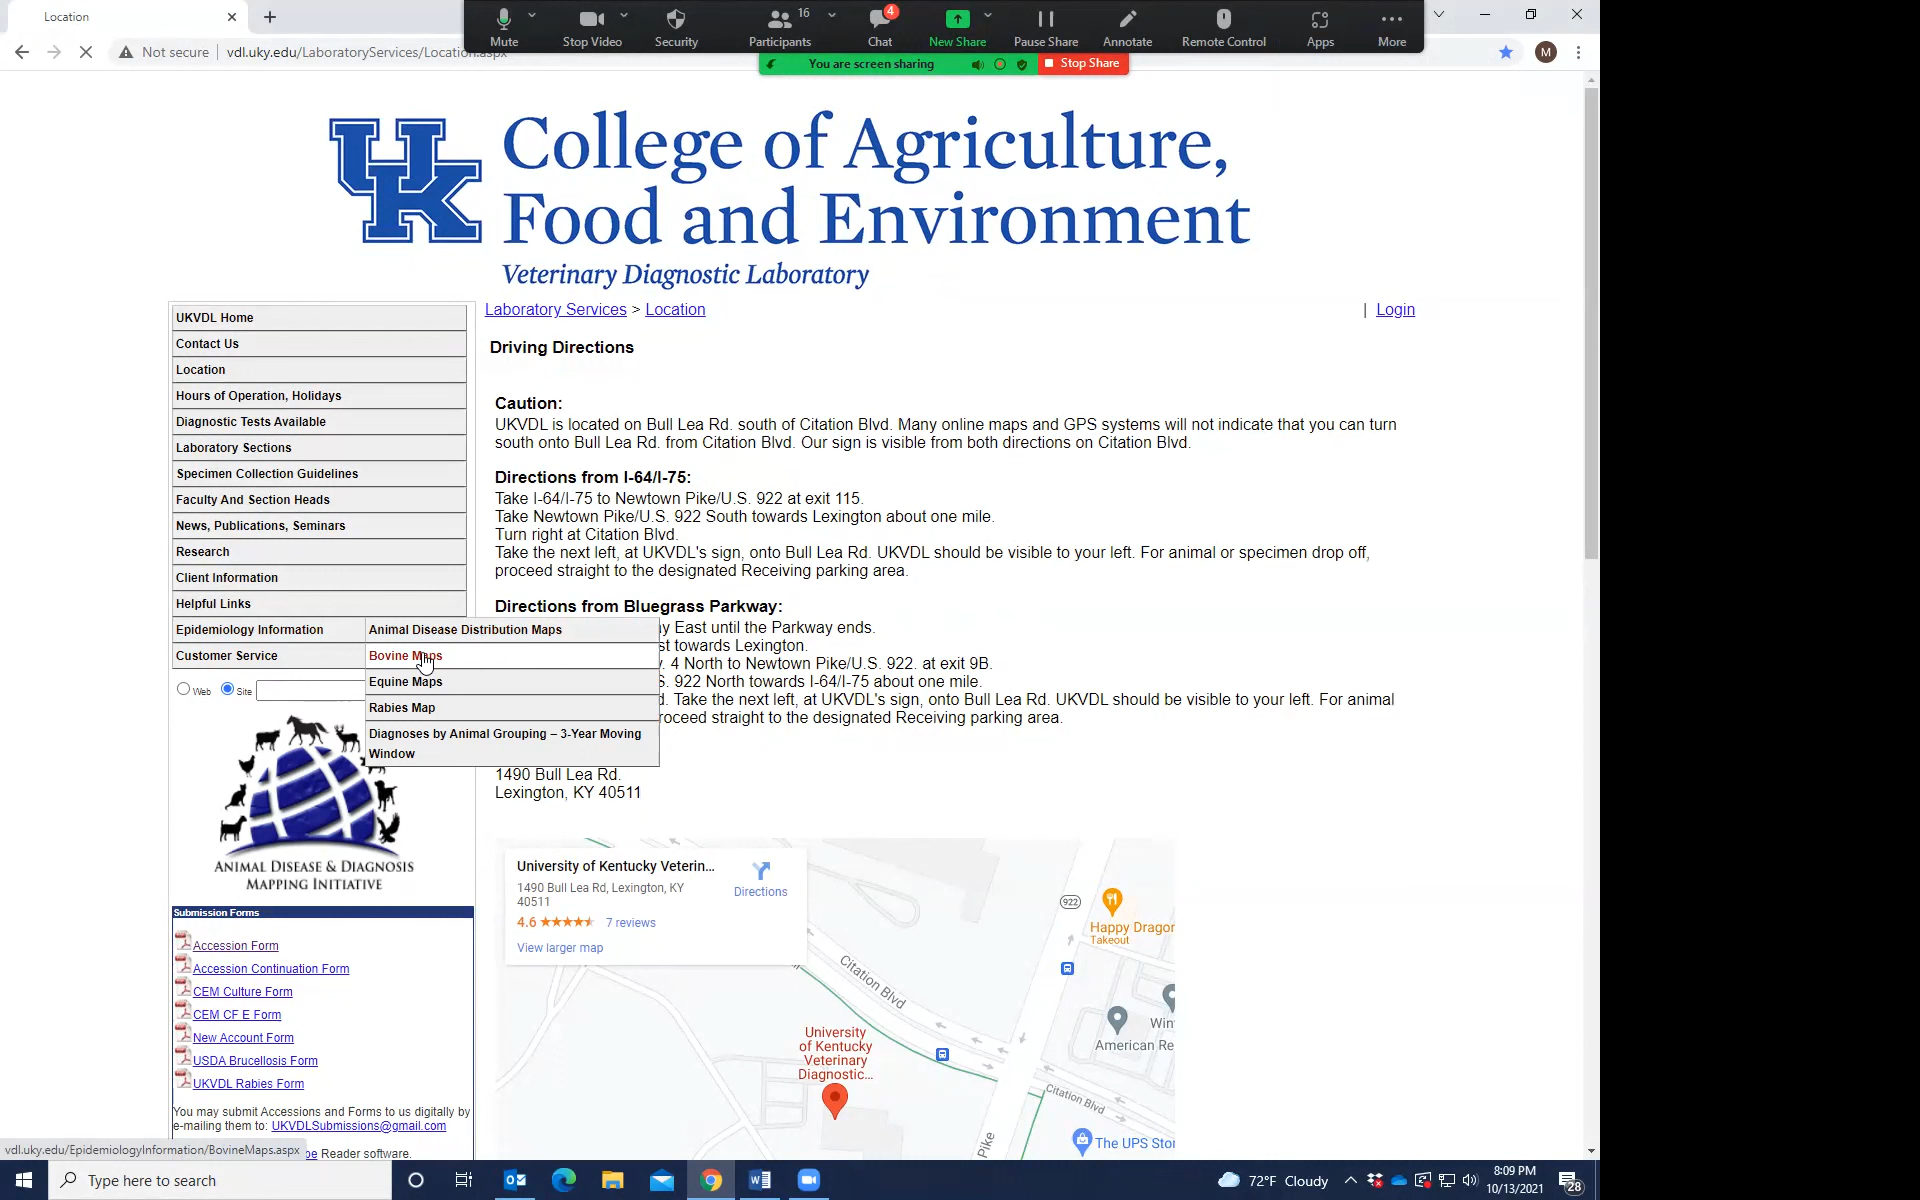 Location
Mute
Stop Video
Security
Participants
16
Chat
4
New Share
Pause Share
Annotate
Remote Control
Apps
More
Not secure
vdl.uky.edu/LaboratoryServices/Location.aspx
M
You are screen sharing
Stop Share
UK
College of Agriculture,
Food and Environment
Veterinary Diagnostic Laboratory
Laboratory Services > Location
| Login
UKVDL Home
Contact Us
Location
Hours of Operation, Holidays
Diagnostic Tests Available
Laboratory Sections
Specimen Collection Guidelines
Faculty And Section Heads
News, Publications, Seminars
Research
Client Information
Helpful Links
Epidemiology Information
Customer Service
Animal Disease Distribution Maps
Bovine Maps
Equine Maps
Rabies Map
Diagnoses by Animal Grouping – 3-Year Moving
Window
Web
Site
ANIMAL DISEASE & DIAGNOSIS
MAPPING INITIATIVE
Submission Forms
Accession Form
Accession Continuation Form
CEM Culture Form
CEM CF E Form
New Account Form
USDA Brucellosis Form
UKVDL Rabies Form
You may submit Accessions and Forms to us digitally by
e-mailing them to: UKVDLSubmissions@gmail.com
be Reader software.
Driving Directions
Caution:
UKVDL is located on Bull Lea Rd. south of Citation Blvd. Many online maps and GPS systems will not indicate that you can turn
south onto Bull Lea Rd. from Citation Blvd. Our sign is visible from both directions on Citation Blvd.
Directions from I-64/I-75:
Take I-64/I-75 to Newtown Pike/U.S. 922 at exit 115.
Take Newtown Pike/U.S. 922 South towards Lexington about one mile.
Turn right at Citation Blvd.
Take the next left, at UKVDL's sign, onto Bull Lea Rd. UKVDL should be visible to your left. For animal or specimen drop off,
proceed straight to the designated Receiving parking area.
Directions from Bluegrass Parkway:
y East until the Parkway ends.
st towards Lexington.
. 4 North to Newtown Pike/U.S. 922. at exit 9B.
S. 922 North towards I-64/I-75 about one mile.
d. Take the next left, at UKVDL's sign, onto Bull Lea Rd. UKVDL should be visible to your left. For animal
roceed straight to the designated Receiving parking area.
1490 Bull Lea Rd.
Lexington, KY 40511
University of Kentucky Veterin...
1490 Bull Lea Rd, Lexington, KY
40511
4.6
7 reviews
View larger map
Directions
922
Happy Dragon
Takeout
Citation Blvd
Win
American Re
University
of Kentucky
Veterinary
Diagnostic...
Citation Blvd
Pike
The UPS Stor
vdl.uky.edu/EpidemiologyInformation/BovineMaps.aspx
Type here to search
72°F Cloudy
8:09 PM
10/13/2021
28